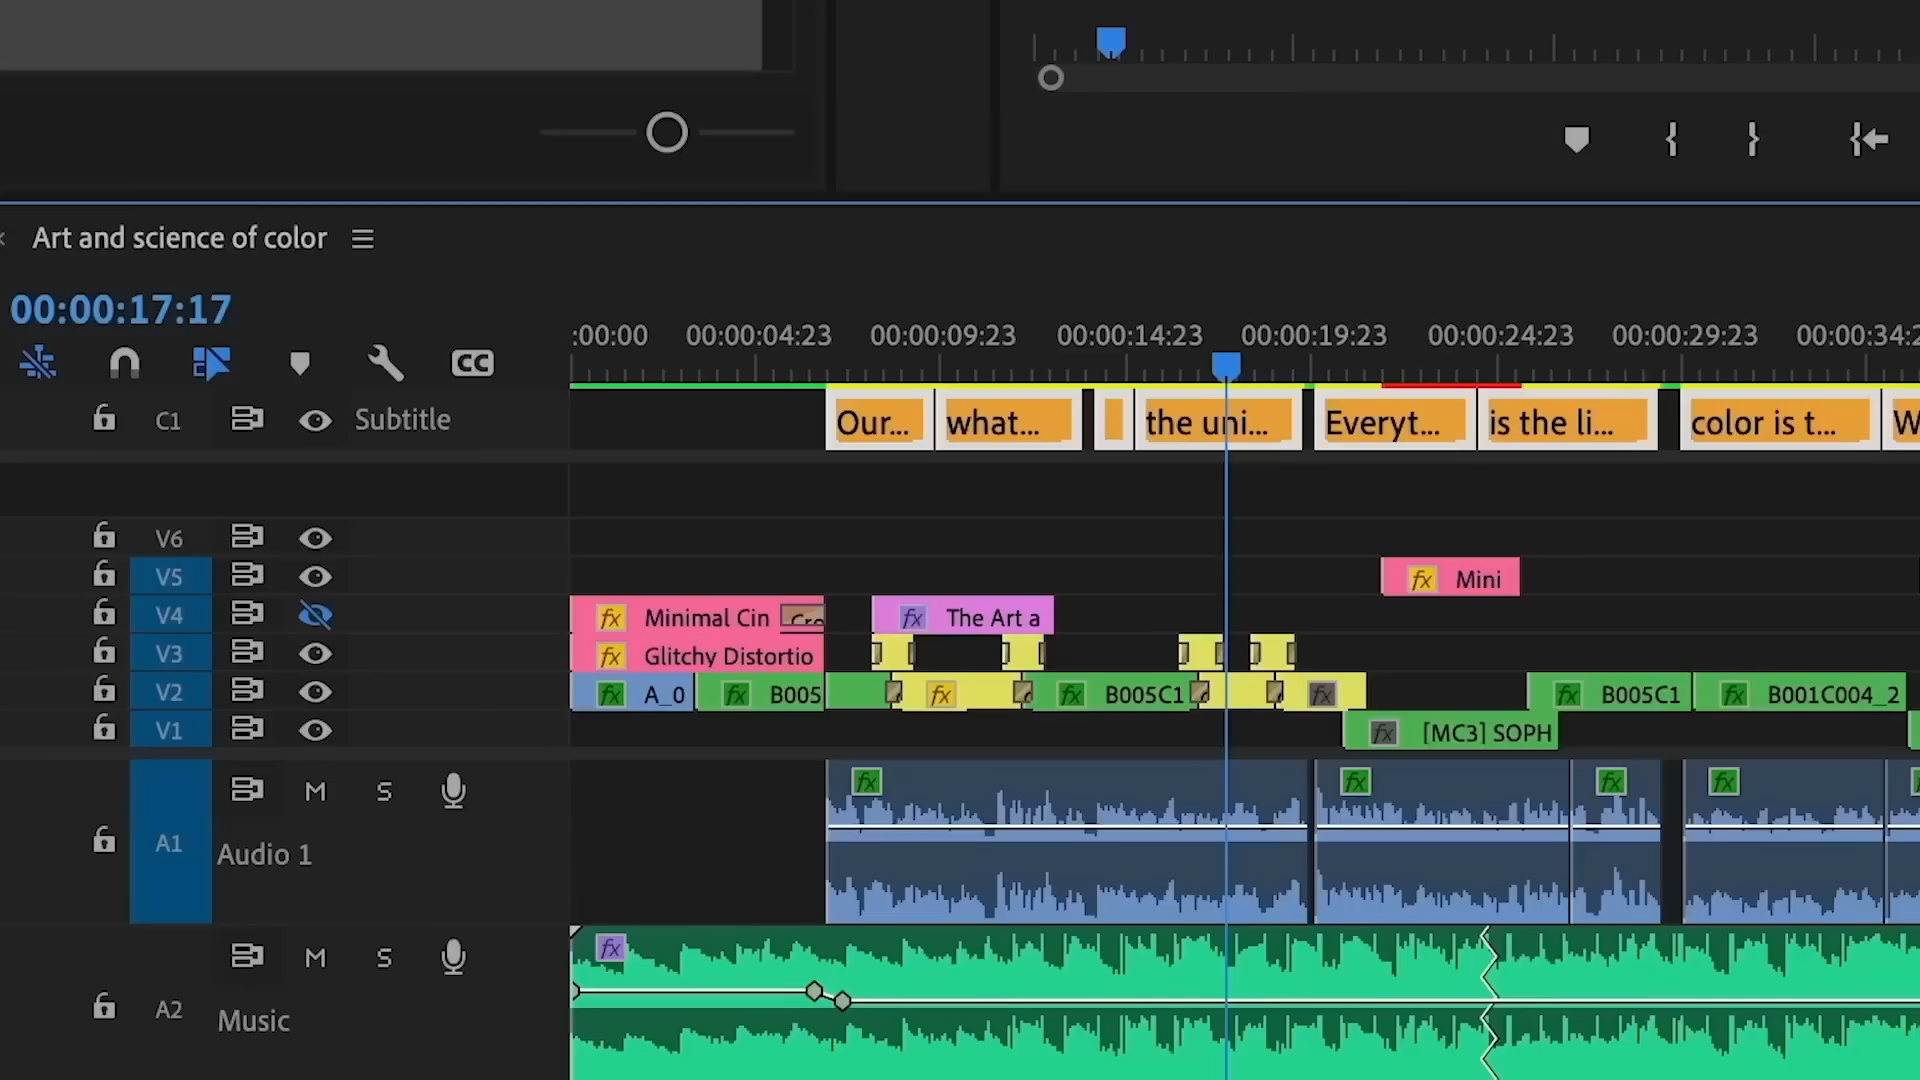 Art and science of color
00:00:17:17
:00:00 00:00:04:23 00:00:09:23 00:00:14:23 00:00:19:23 00:00:24:23 00:00:29:23 00:00:34:2
CC
C1 Subtitle Our... what... the uni... Everyt... is the li... color is t... W
V6
V5 fx Mini
V4 fx Minimal Cin Cro fx The Art a
V3 fx Glitchy Distortio
V2 fx A_0 fx B005 fx fx B005C1 fx fx B005C1 fx B001C004_2
V1 fx [MC3] SOPH
fx fx fx fx
M S
A1
Audio 1
fx
M S
A2
Music